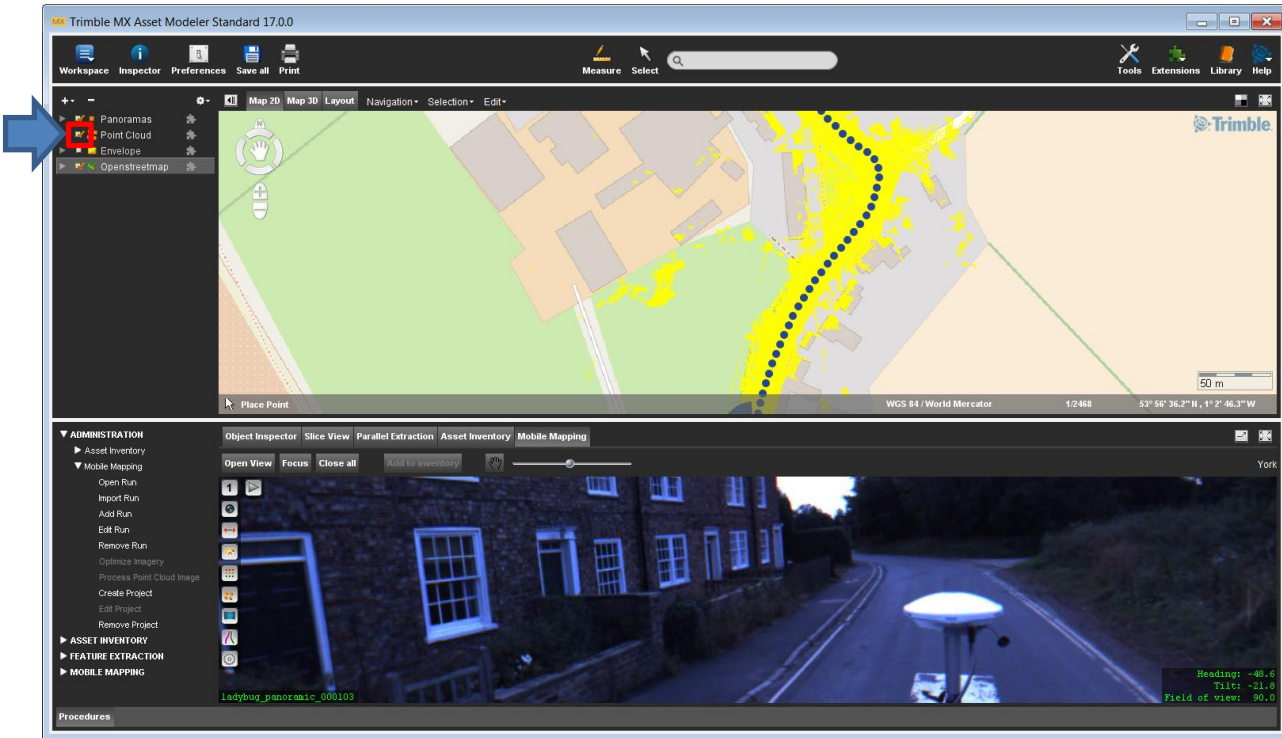 MX Trimble MX Asset Modeler Standard 17.0.0
Workspace Inspector Preferences Save all Print Measure Select Tools Extensions Library Help
Map 2D Map 3D Layout Navigation Selection Edit
Panoramas
Point Cloud
Envelope
Openstreetmap
N
Trimble
50 m
Place Point WGS 84 / World Mercator 1/2468 53° 56' 36.2" N , 1° 2' 46.3" W
ADMINISTRATION
Asset Inventory
Mobile Mapping
Open Run
Import Run
Add Run
Edit Run
Remove Run
Optimize Imagery
Process Point Cloud Image
Create Project
Edit Project
Remove Project
ASSET INVENTORY
FEATURE EXTRACTION
MOBILE MAPPING
Object Inspector Slice View Parallel Extraction Asset Inventory Mobile Mapping
Open View Focus Close all Add to inventory York
1
ladybug_panoramic_000103
Heading: -48.6
Tilt: -21.8
Field of view: 90.0
Procedures